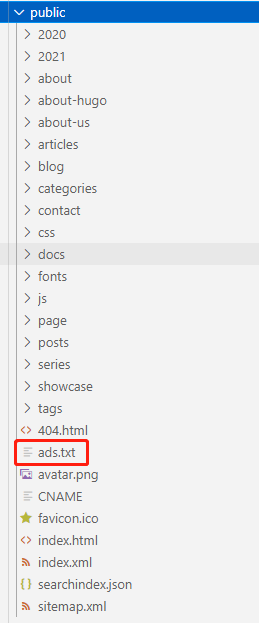 public
2020
2021
about
about-hugo
about-us
articles
blog
categories
contact
css
docs
fonts
js
page
posts
series
showcase
tags
404.html
ads.txt
avatar.png
CNAME
favicon.ico
index.html
index.xml
searchindex.json
sitemap.xml